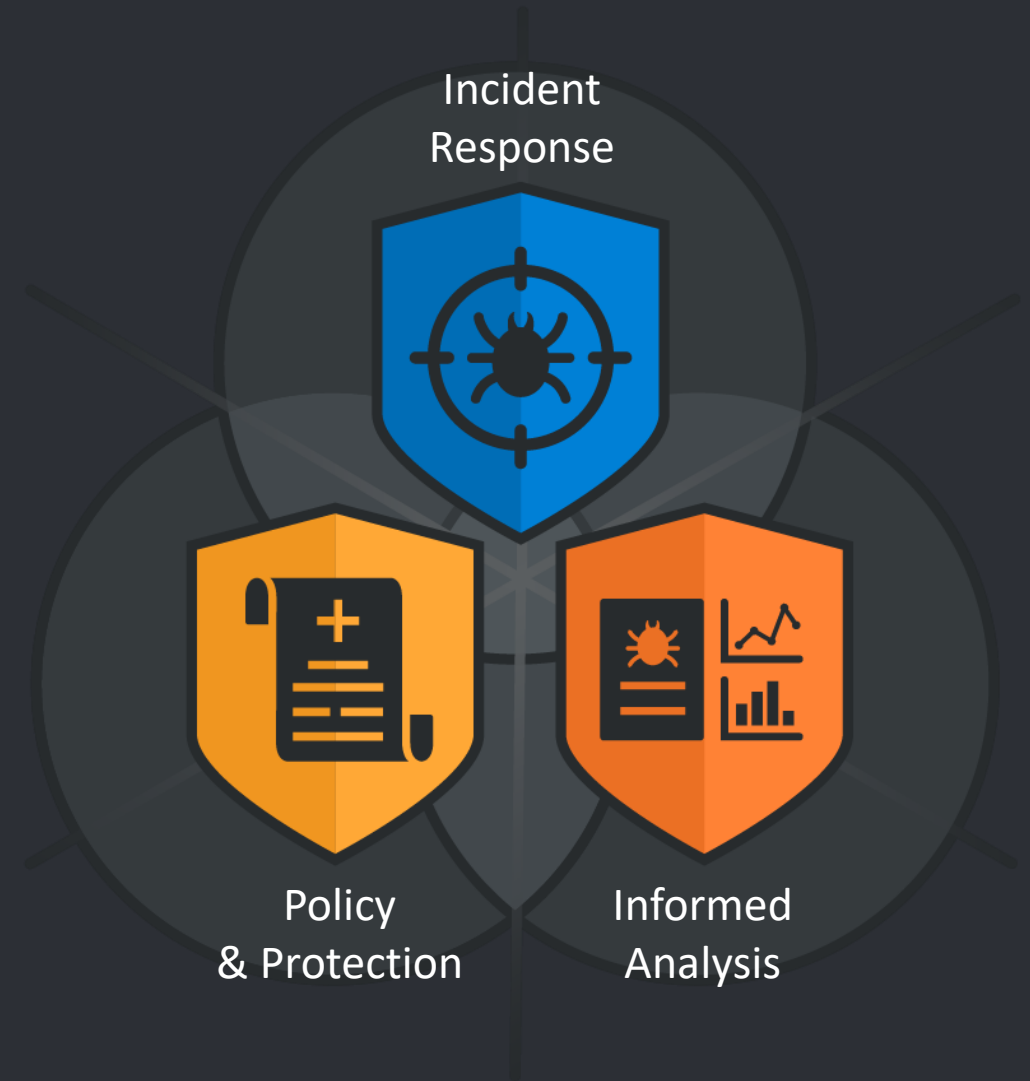 Incident
Response
Policy
& Protection
Informed
Analysis